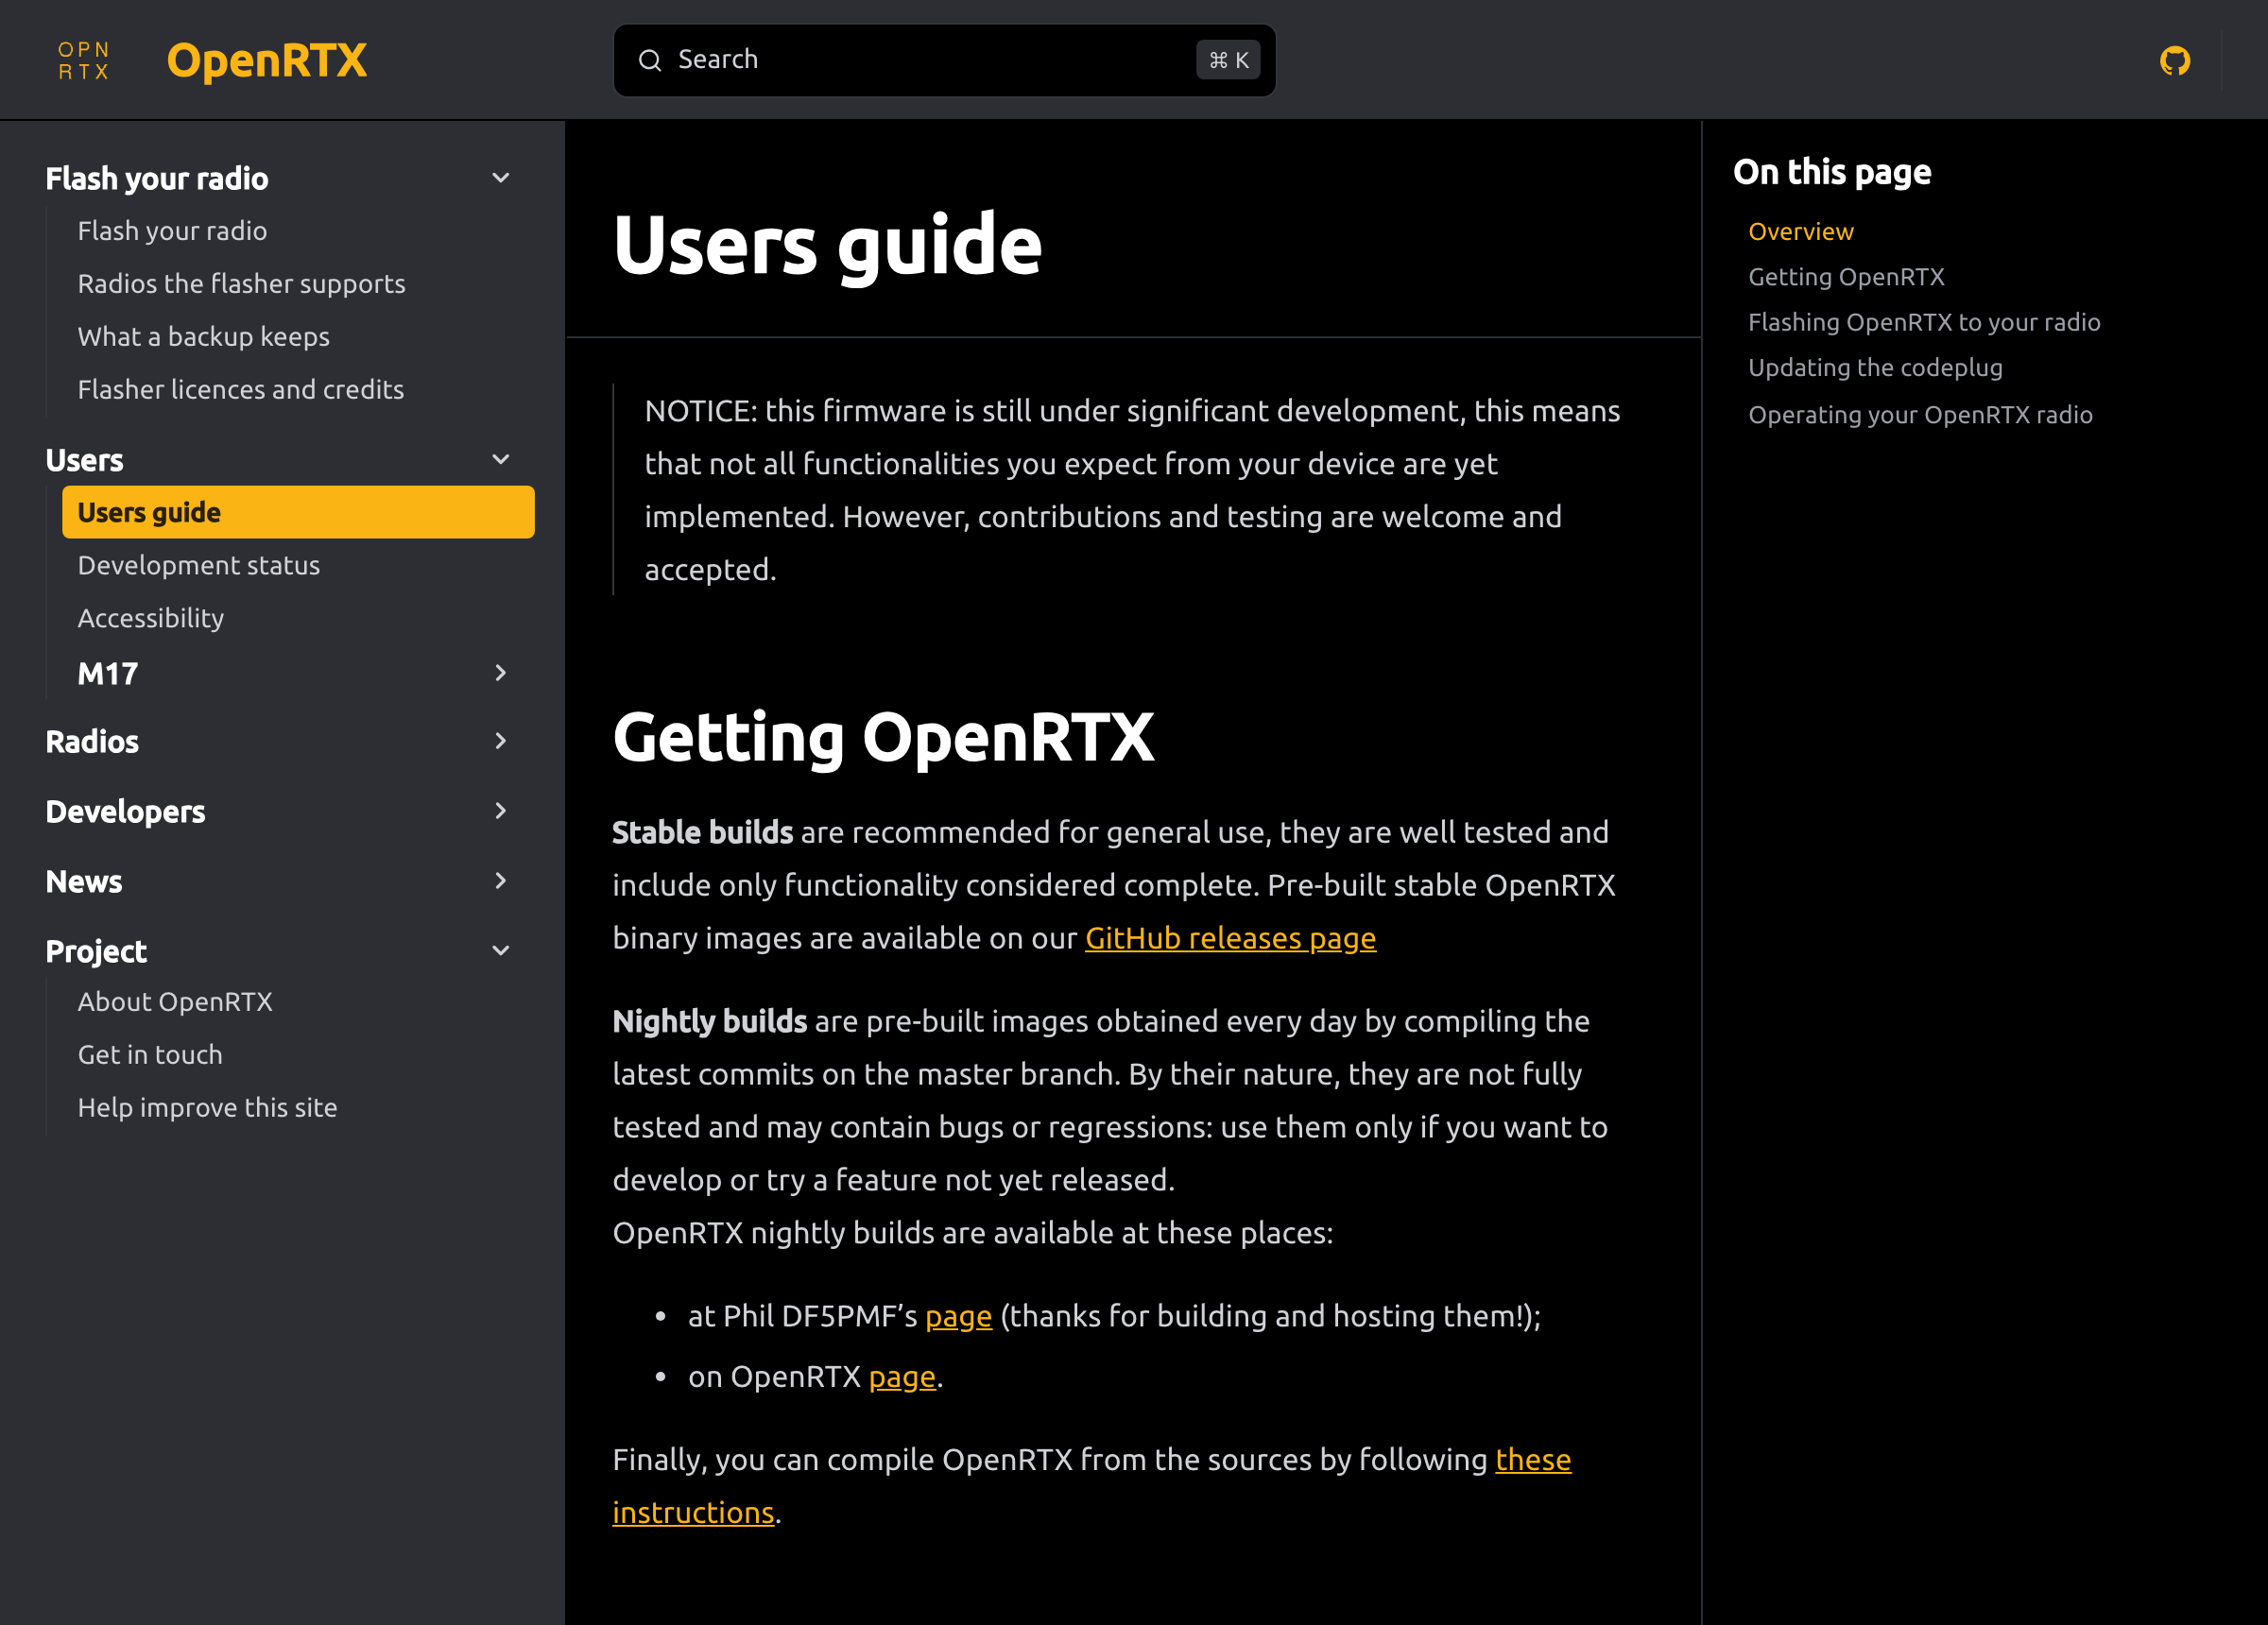 OPN
RTX
OpenRTX
Search
⌘ K
Flash your radio
Flash your radio
Radios the flasher supports
What a backup keeps
Flasher licences and credits
Users
Users guide
Development status
Accessibility
M17
Radios
Developers
News
Project
About OpenRTX
Get in touch
Help improve this site
Users guide
NOTICE: this firmware is still under significant development, this means
that not all functionalities you expect from your device are yet
implemented. However, contributions and testing are welcome and
accepted.
Getting OpenRTX
Stable builds are recommended for general use, they are well tested and
include only functionality considered complete. Pre-built stable OpenRTX
binary images are available on our GitHub releases page
Nightly builds are pre-built images obtained every day by compiling the
latest commits on the master branch. By their nature, they are not fully
tested and may contain bugs or regressions: use them only if you want to
develop or try a feature not yet released.
OpenRTX nightly builds are available at these places:
• at Phil DF5PMF’s page (thanks for building and hosting them!);
• on OpenRTX page.
Finally, you can compile OpenRTX from the sources by following these
instructions.
On this page
Overview
Getting OpenRTX
Flashing OpenRTX to your radio
Updating the codeplug
Operating your OpenRTX radio